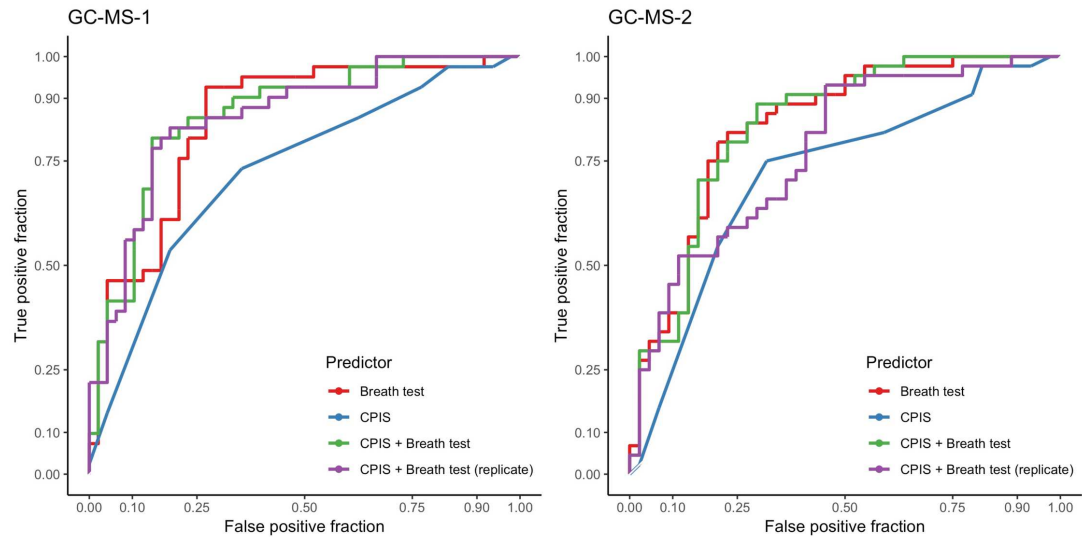 GC-MS-1
True positive fraction
1.00
0.90
0.75
0.50
0.25
0.10
0.00
Predictor
Breath test
CPIS
CPIS + Breath test
CPIS + Breath test (replicate)
0.00 0.10 0.25 0.50 0.75 0.90 1.00
False positive fraction
GC-MS-2
True positive fraction
1.00
0.90
0.75
0.50
0.25
0.10
0.00
Predictor
Breath test
CPIS
CPIS + Breath test
CPIS + Breath test (replicate)
0.00 0.10 0.25 0.50 0.75 0.90 1.00
False positive fraction